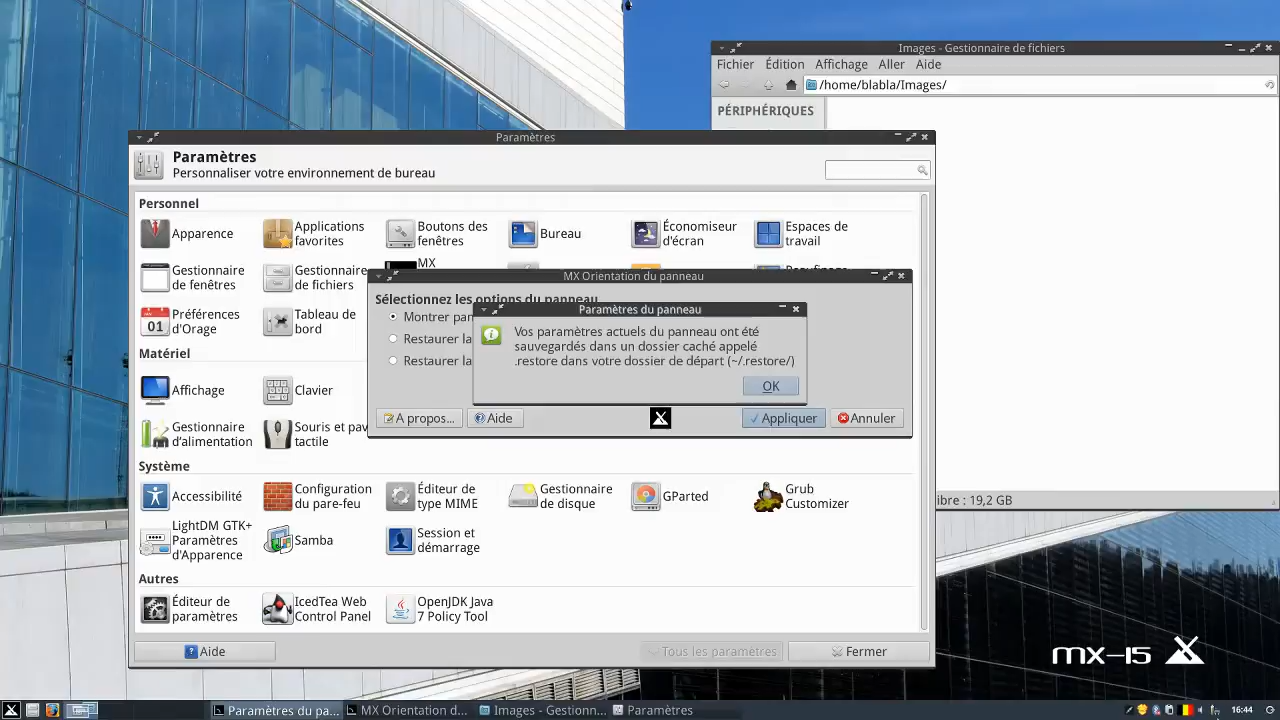 Images - Gestionnaire de fichiers
Fichier Édition Affichage Aller Aide
/home/blabla/Images/
PÉRIPHÉRIQUES
Paramètres
Paramètres
Personnaliser votre environnement de bureau
Personnel
Apparence
Applications favorites
Boutons des fenêtres
Bureau
Économiseur d'écran
Espaces de travail
Gestionnaire de fenêtres
Gestionnaire de fichiers
MX
Préférences d'Orage
01
Tableau de bord
MX Orientation du panneau
Sélectionnez les options du panneau
Montrer pan
Restaurer la
Restaurer la
Paramètres du panneau
Vos paramètres actuels du panneau ont été
sauvegardés dans un dossier caché appelé
.restore dans votre dossier de départ (~/.restore/)
OK
A propos... Aide Appliquer Annuler
Matériel
Affichage
Clavier
Gestionnaire d'alimentation
Souris et pav tactile
Système
Accessibilité
Configuration du pare-feu
Éditeur de type MIME
Gestionnaire de disque
GParted
Grub Customizer
LightDM GTK+ Paramètres d'Apparence
Samba
Session et démarrage
Autres
Éditeur de paramètres
IcedTea Web Control Panel
OpenJDK Java 7 Policy Tool
Aide Tous les paramètres Fermer
ibre : 19,2 GB
mx-15
Paramètres du pa... MX Orientation d... Images - Gestionn... Paramètres 16:44